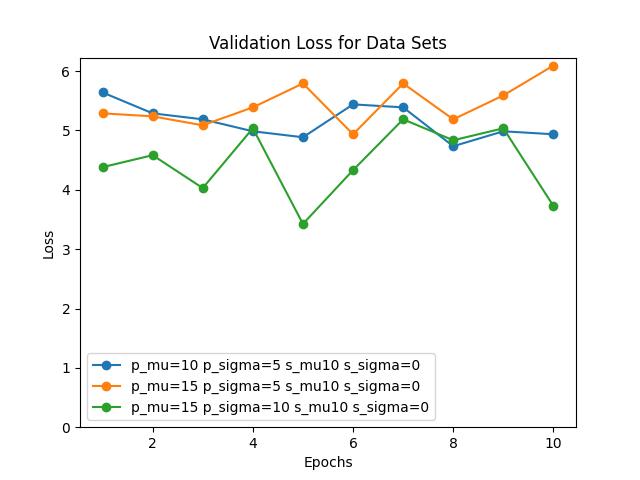 Validation Loss for Data Sets
Loss
6
5
4
3
2
1
0
p_mu=10 p_sigma=5 s_mu10 s_sigma=0
p_mu=15 p_sigma=5 s_mu10 s_sigma=0
p_mu=15 p_sigma=10 s_mu10 s_sigma=0
2 4 6 8 10
Epochs